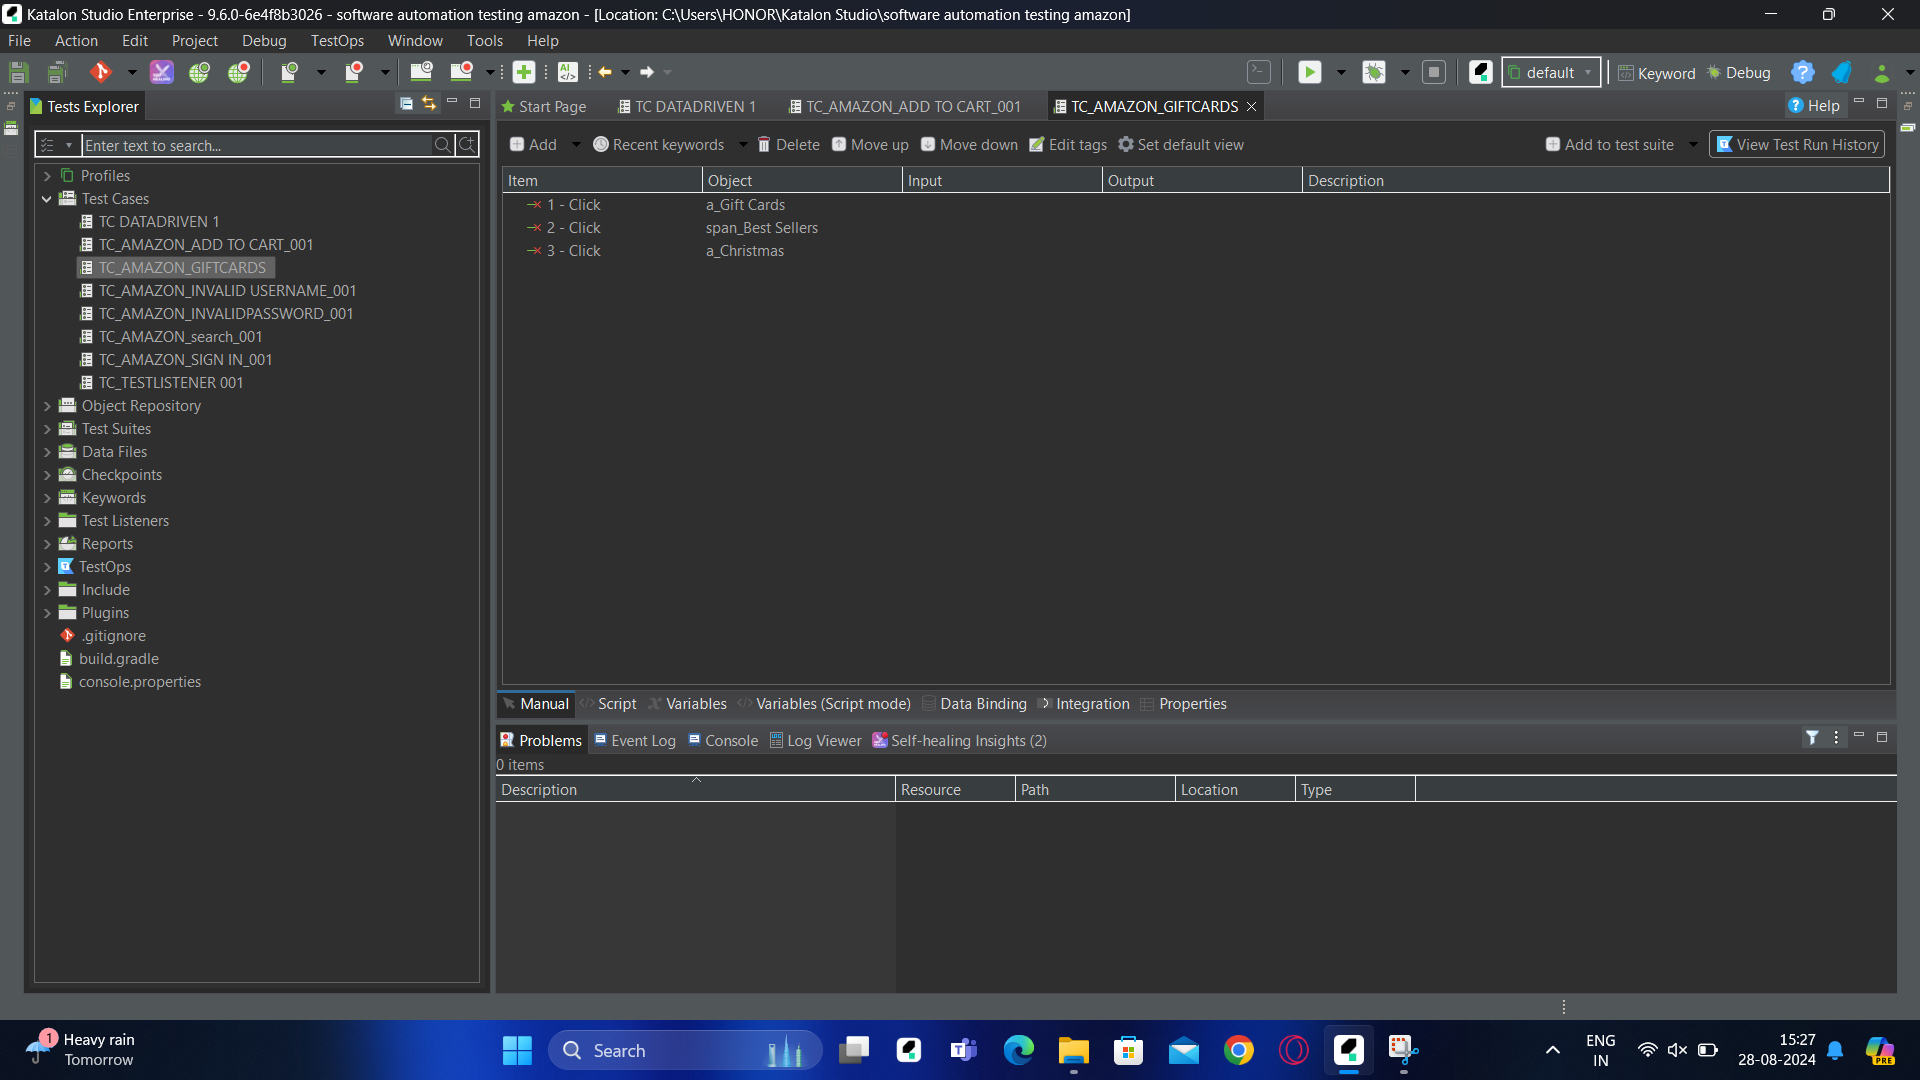 Katalon Studio Enterprise - 9.6.0-6e4f8b3026 - software automation testing amazon - [Location: C:\Users\HONOR\Katalon Studio\software automation testing amazon]
File Action Edit Project Debug TestOps Window Tools Help
default Keyword Debug
Tests Explorer
Start Page TC DATADRIVEN 1 TC_AMAZON_ADD TO CART_001 TC_AMAZON_GIFTCARDS Help
Enter text to search...
Add Recent keywords Delete Move up Move down Edit tags Set default view Add to test suite View Test Run History
Item Object Input Output Description
1 - Click a_Gift Cards
2 - Click span_Best Sellers
3 - Click a_Christmas
Profiles
Test Cases
TC DATADRIVEN 1
TC_AMAZON_ADD TO CART_001
TC_AMAZON_GIFTCARDS
TC_AMAZON_INVALID USERNAME_001
TC_AMAZON_INVALIDPASSWORD_001
TC_AMAZON_search_001
TC_AMAZON_SIGN IN_001
TC_TESTLISTENER 001
Object Repository
Test Suites
Data Files
Checkpoints
Keywords
Test Listeners
Reports
TestOps
Include
Plugins
.gitignore
build.gradle
console.properties
Manual Script Variables Variables (Script mode) Data Binding Integration Properties
Problems Event Log Console Log Viewer Self-healing Insights (2)
0 items
Description Resource Path Location Type
1
Heavy rain
Tomorrow
Search
PRE
ENG
IN
15:27
28-08-2024